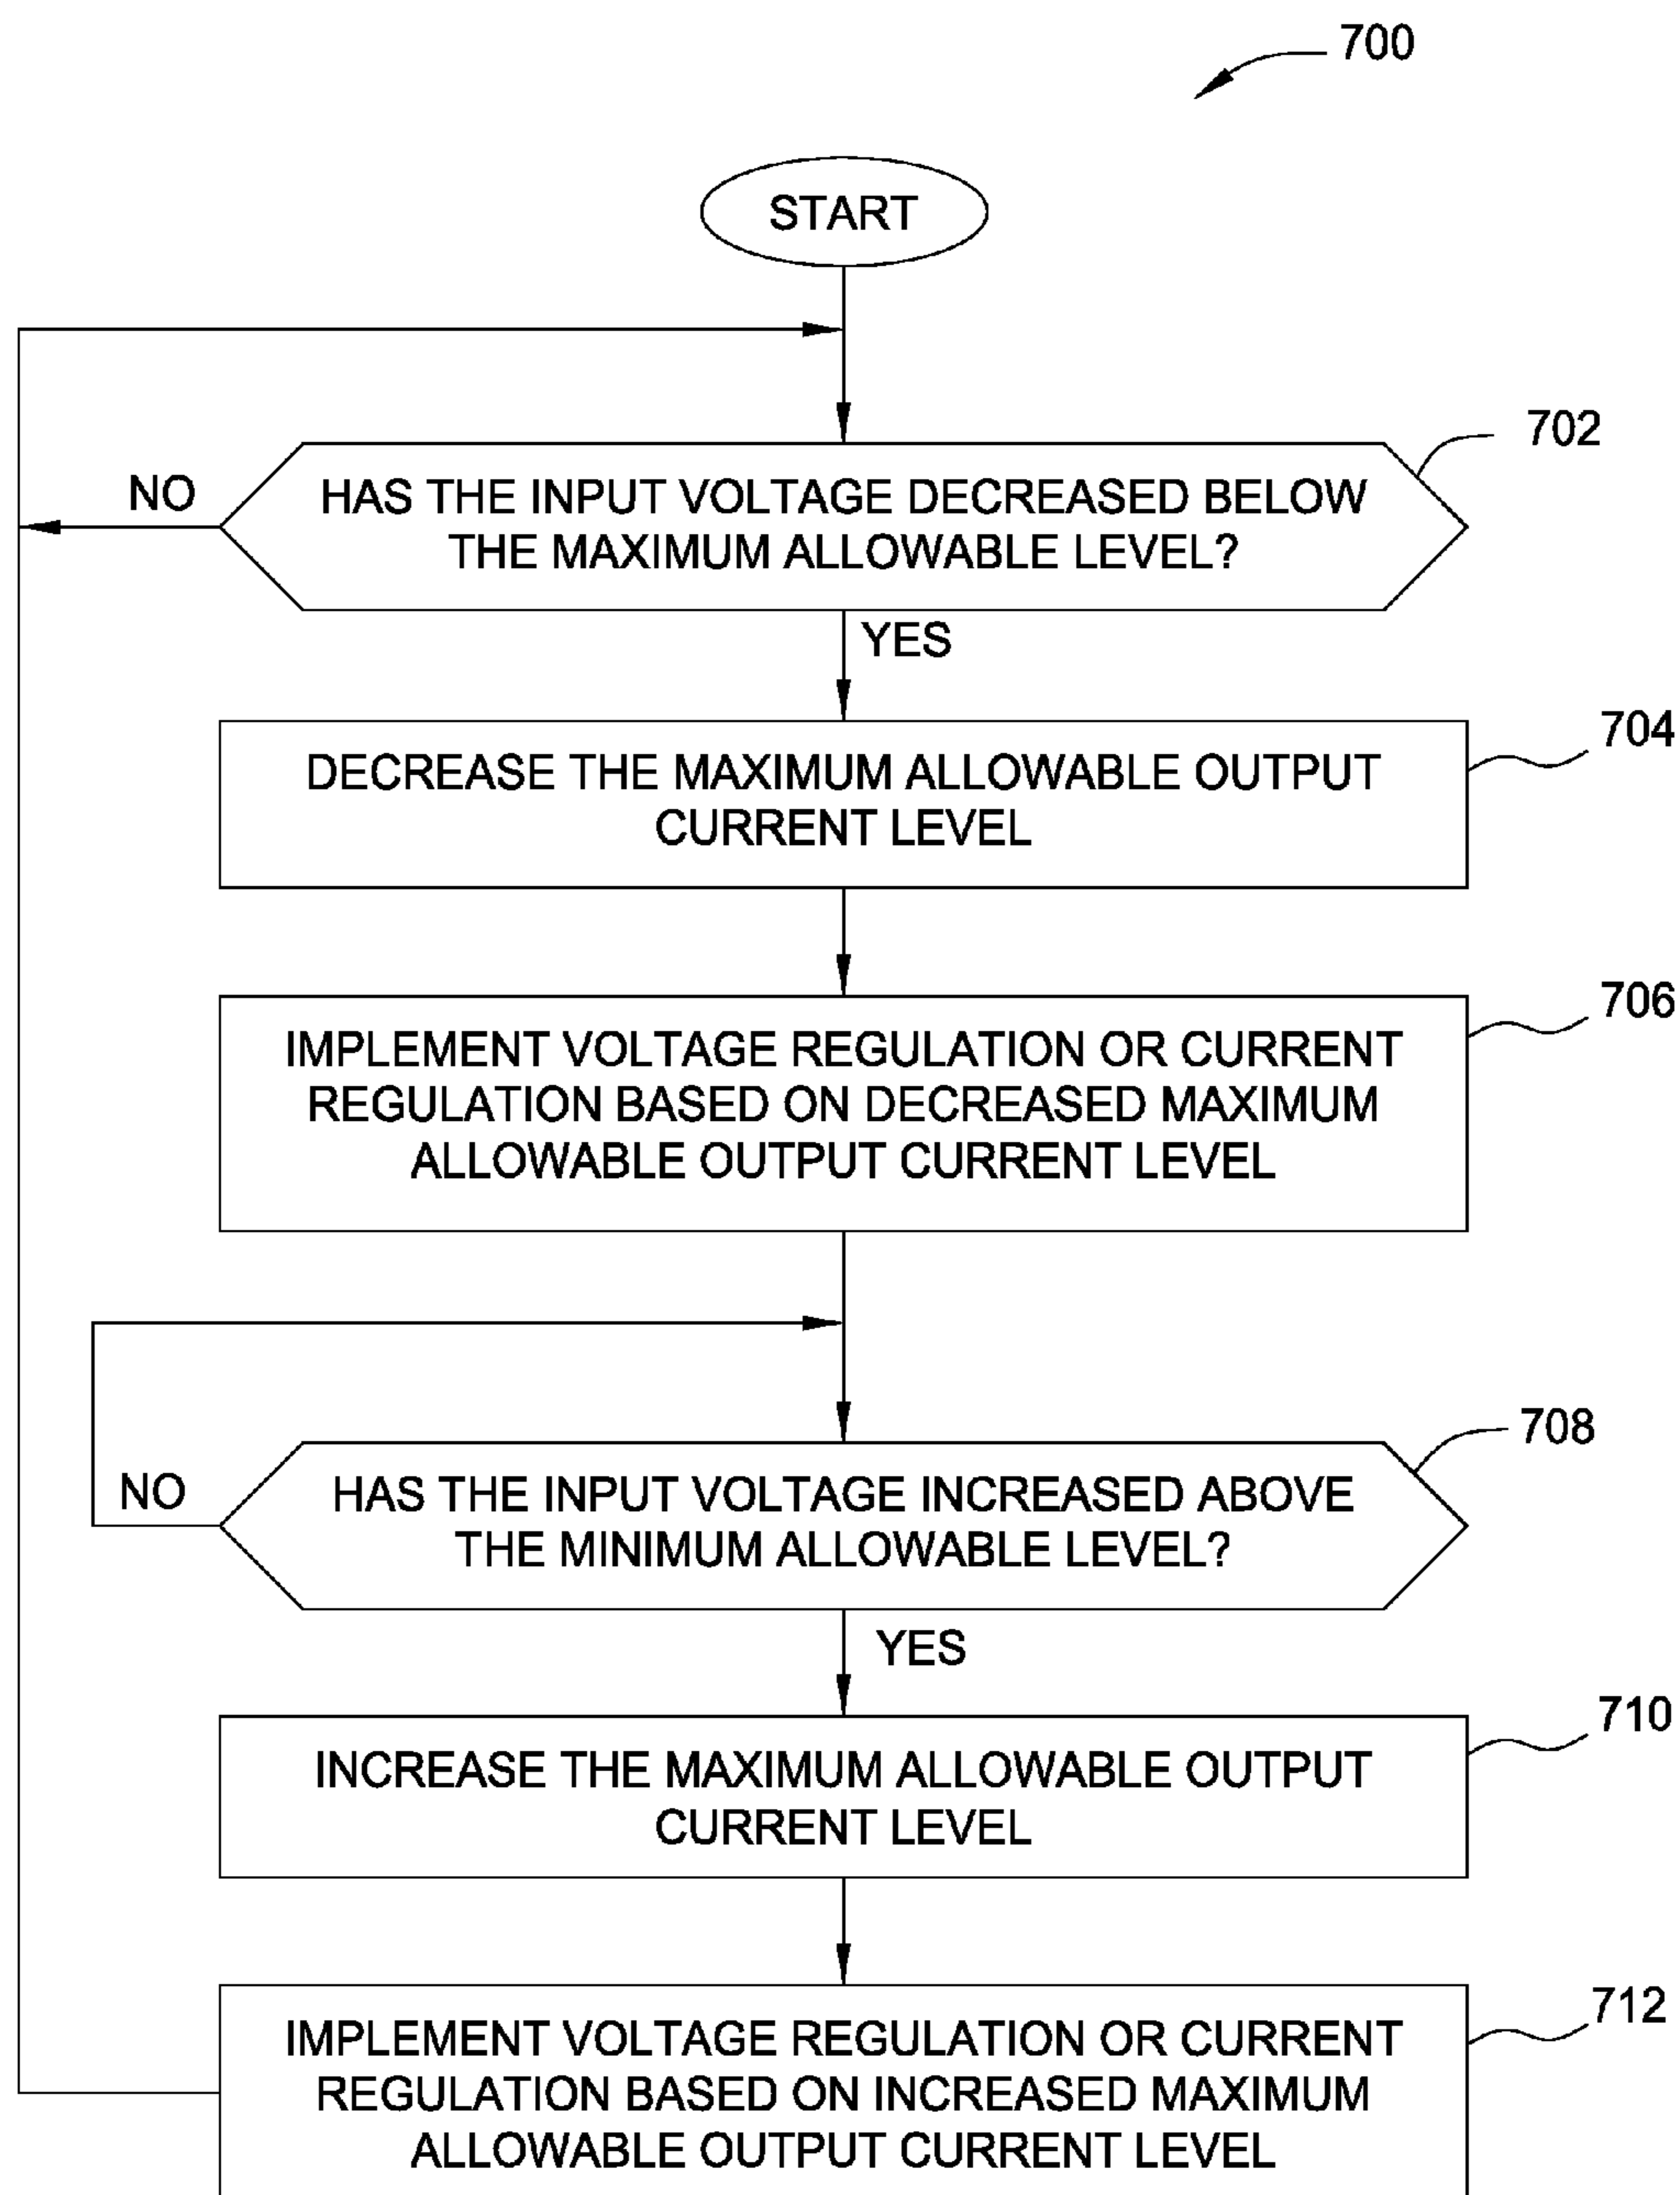 700
START
702
NO
HAS THE INPUT VOLTAGE DECREASED BELOW
THE MAXIMUM ALLOWABLE LEVEL?
YES
704
DECREASE THE MAXIMUM ALLOWABLE OUTPUT
CURRENT LEVEL
706
IMPLEMENT VOLTAGE REGULATION OR CURRENT
REGULATION BASED ON DECREASED MAXIMUM
ALLOWABLE OUTPUT CURRENT LEVEL
708
NO
HAS THE INPUT VOLTAGE INCREASED ABOVE
THE MINIMUM ALLOWABLE LEVEL?
YES
710
INCREASE THE MAXIMUM ALLOWABLE OUTPUT
CURRENT LEVEL
712
IMPLEMENT VOLTAGE REGULATION OR CURRENT
REGULATION BASED ON INCREASED MAXIMUM
ALLOWABLE OUTPUT CURRENT LEVEL